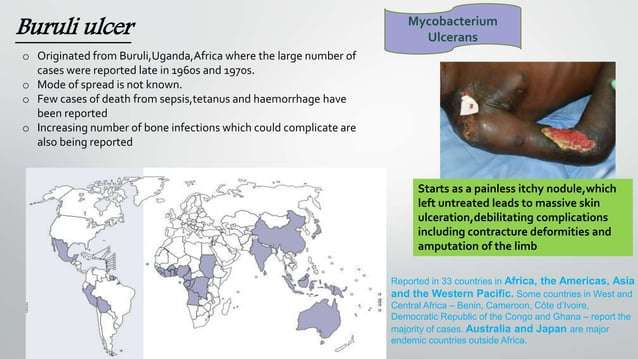 Buruli ulcer
Mycobacterium
Ulcerans
o Originated from Buruli,Uganda,Africa where the large number of
cases were reported late in 1960s and 1970s.
o Mode of spread is not known.
o Few cases of death from sepsis,tetanus and haemorrhage have
been reported
o Increasing number of bone infections which could complicate are
also being reported
Starts as a painless itchy nodule,which
left untreated leads to massive skin
ulceration,debilitating complications
including contracture deformities and
amputation of the limb
Reported in 33 countries in Africa, the Americas, Asia
and the Western Pacific. Some countries in West and
Central Africa – Benin, Cameroon, Côte d’Ivoire,
Democratic Republic of the Congo and Ghana – report the
majority of cases. Australia and Japan are major
endemic countries outside Africa.